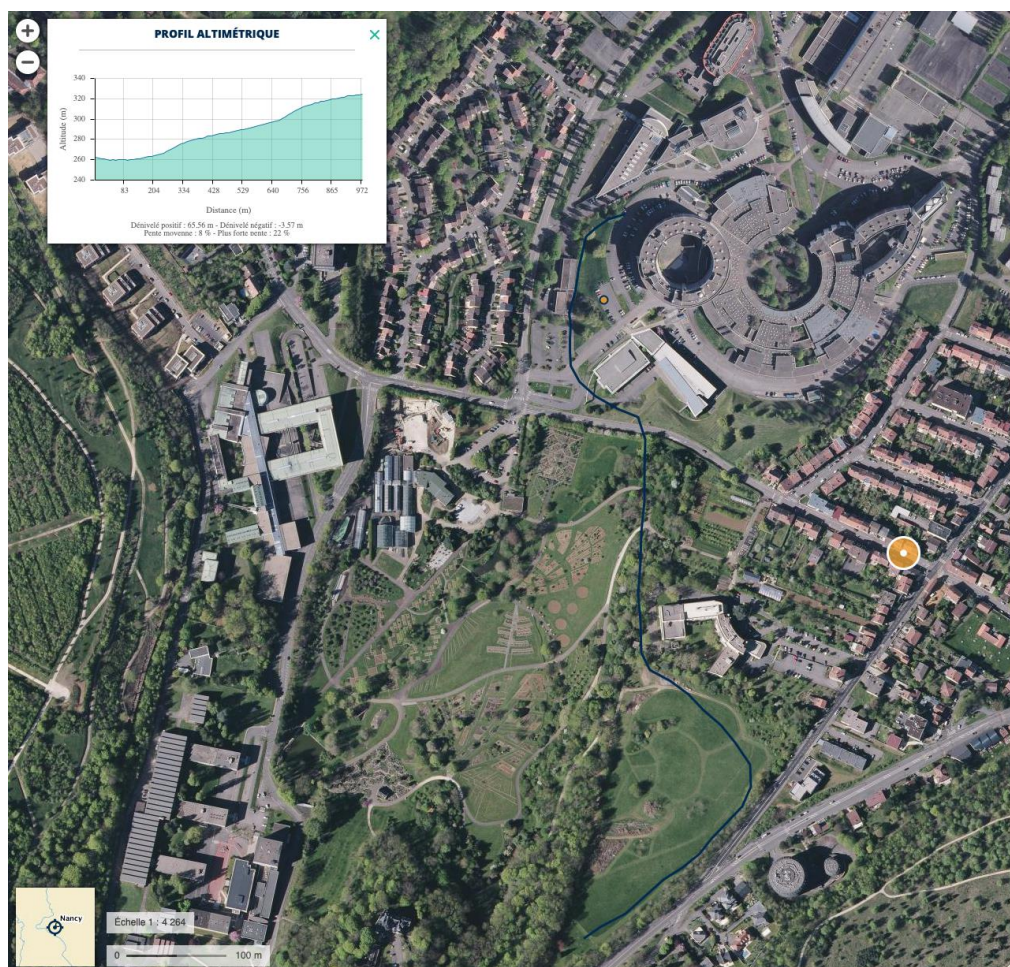 PROFIL ALTIMÉTRIQUE
340
320
300
280
260
240
Altitude (m)
83 204 334 428 529 640 756 865 972
Distance (m)
Dénivelé positif : 65.56 m - Dénivelé négatif : -3.57 m
Pente moyenne : 8 % - Plus forte pente : 22 %
Nancy
Échelle 1 : 4 264
0 100 m